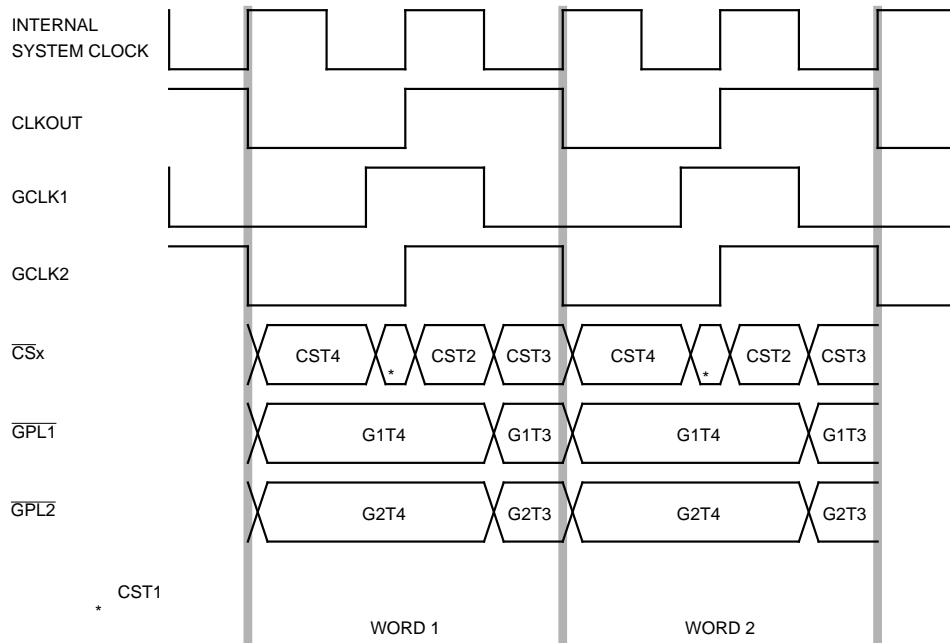 INTERNAL
SYSTEM CLOCK
CLKOUT
GCLK1
GCLK2
CSx CST4 * CST2 CST3 CST4 * CST2 CST3
GPL1 G1T4 G1T3 G1T4 G1T3
GPL2 G2T4 G2T3 G2T4 G2T3
* CST1
WORD 1 WORD 2